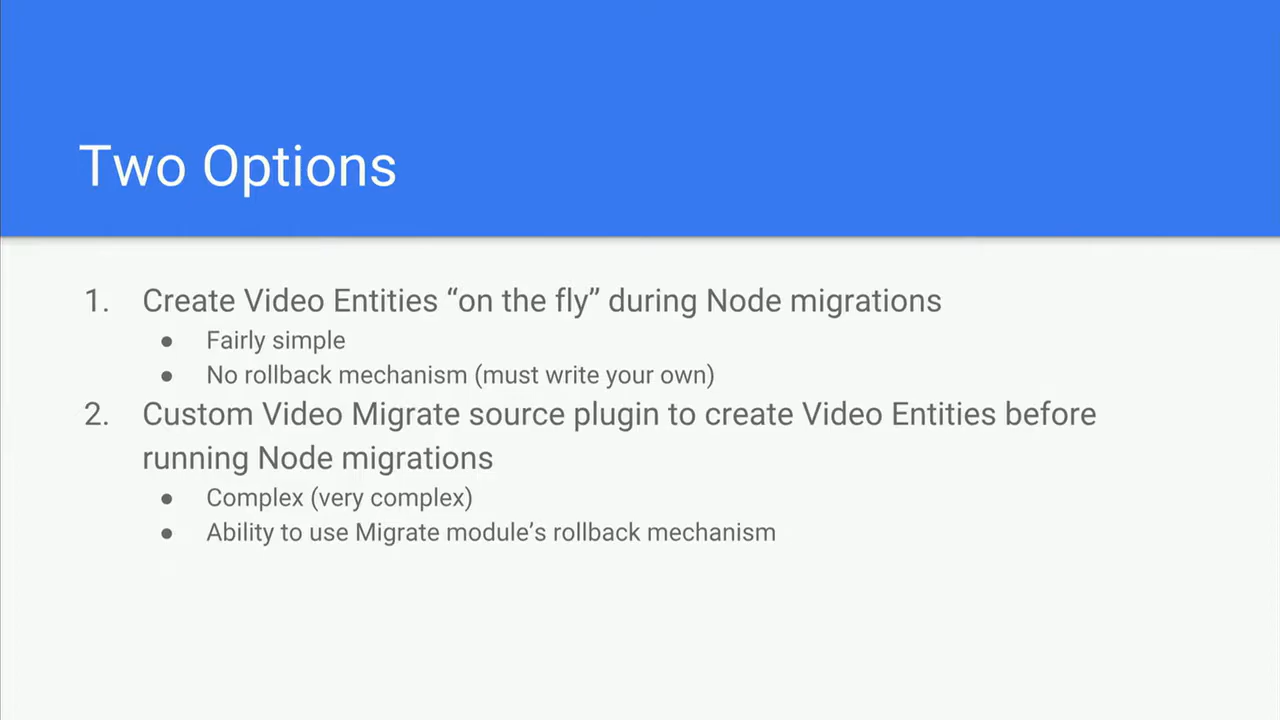 Two Options
1. Create Video Entities “on the fly” during Node migrations
● Fairly simple
● No rollback mechanism (must write your own)
2. Custom Video Migrate source plugin to create Video Entities before
running Node migrations
● Complex (very complex)
● Ability to use Migrate module’s rollback mechanism